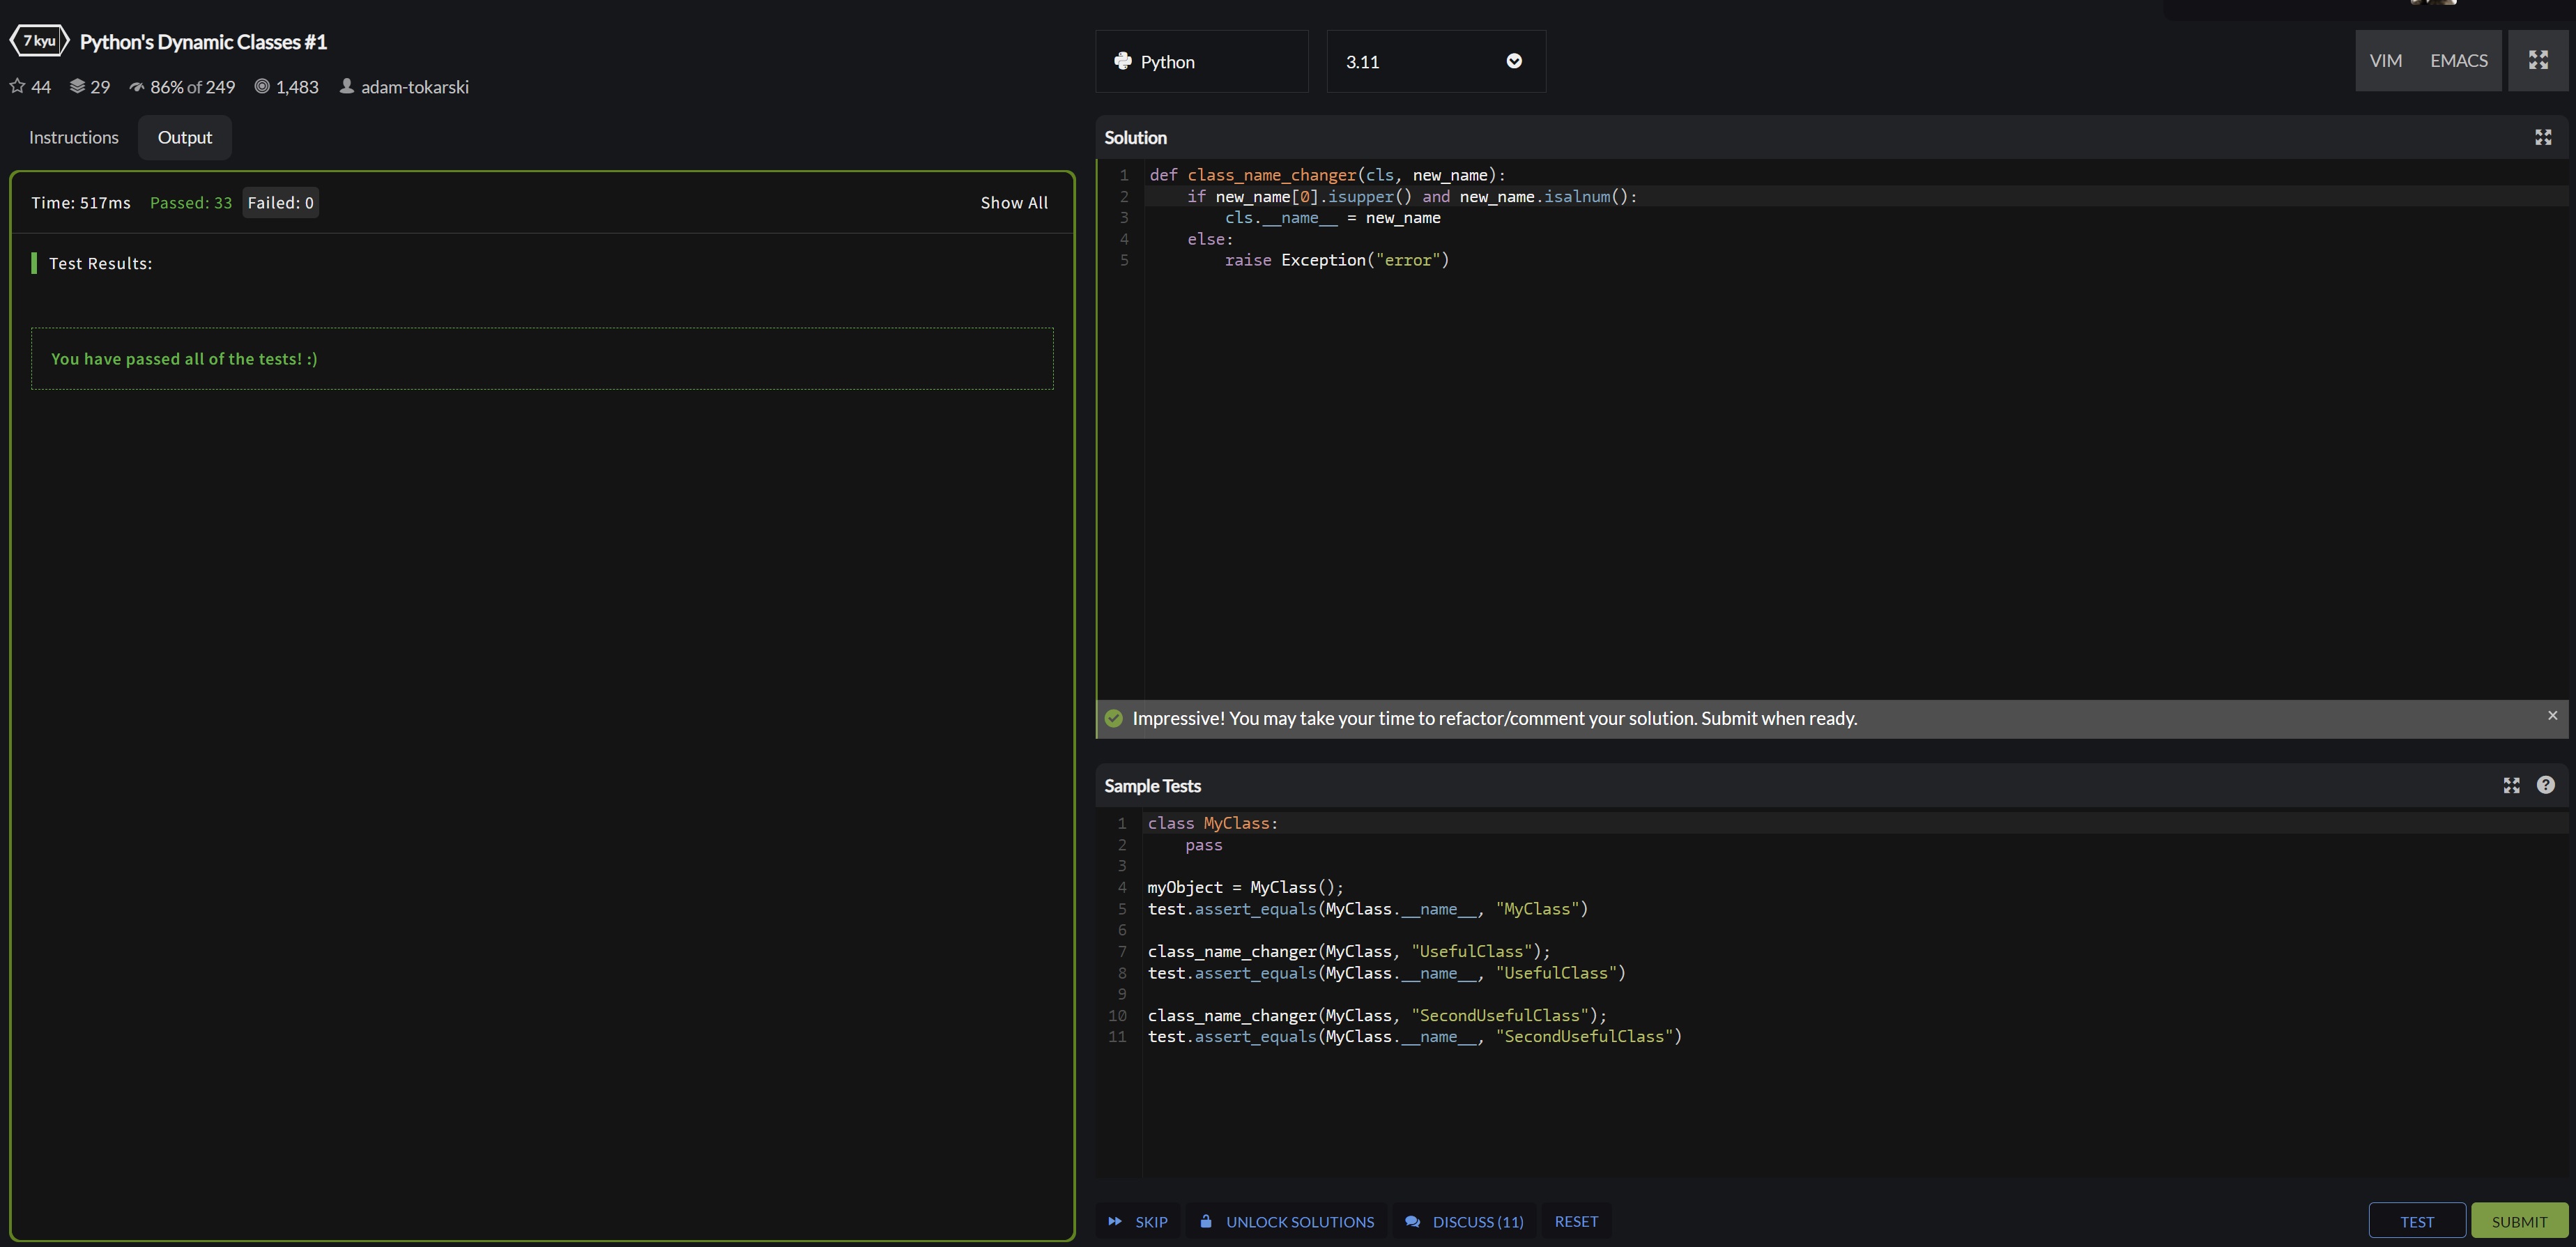 7 kyu Python's Dynamic Classes #1
44 29 86% of 249 1,483 adam-tokarski
Instructions Output
Time: 517ms Passed: 33 Failed: 0 Show All
Test Results:
You have passed all of the tests! :)
Python 3.11 VIM EMACS
Solution
1 def class_name_changer(cls, new_name):
2     if new_name[0].isupper() and new_name.isalnum():
3         cls.__name__ = new_name
4     else:
5         raise Exception("error")
Impressive! You may take your time to refactor/comment your solution. Submit when ready. ×
Sample Tests ?
1 class MyClass:
2     pass
3
4 myObject = MyClass();
5 test.assert_equals(MyClass.__name__, "MyClass")
6
7 class_name_changer(MyClass, "UsefulClass");
8 test.assert_equals(MyClass.__name__, "UsefulClass")
9
10 class_name_changer(MyClass, "SecondUsefulClass");
11 test.assert_equals(MyClass.__name__, "SecondUsefulClass")
SKIP UNLOCK SOLUTIONS DISCUSS (11) RESET TEST SUBMIT